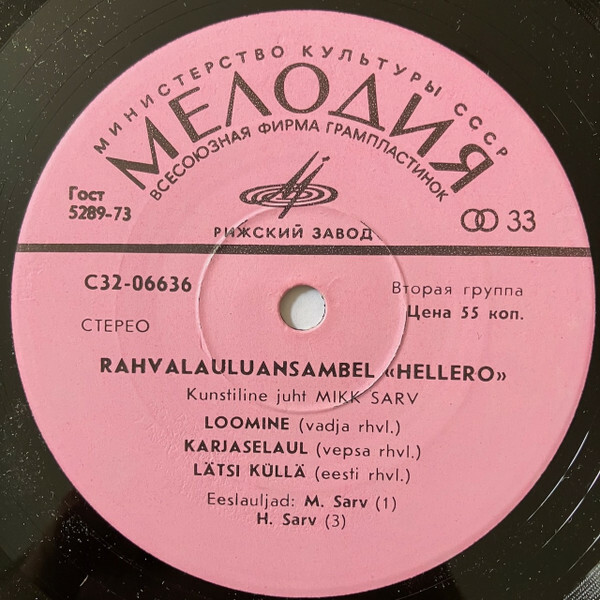 МИНИСТЕРСТВО КУЛЬТУРЫ СССР
МЕЛОДИЯ
ВСЕСОЮЗНАЯ ФИРМА ГРАМПЛАСТИНОК
Гост
5289-73
33
РИЖСКИЙ ЗАВОД
С32-06636
Вторая группа
Цена 55 коп.
СТЕРЕО
RAHVALAULUANSAMBEL «HELLERO»
Kunstiline juht MIKK SARV
LOOMINE (vadja rhvl.)
KARJASELAUL (vepsa rhvl.)
LÄTSI KÜLLÄ (eesti rhvl.)
Eeslauljad: M. Sarv (1)
H. Sarv (3)